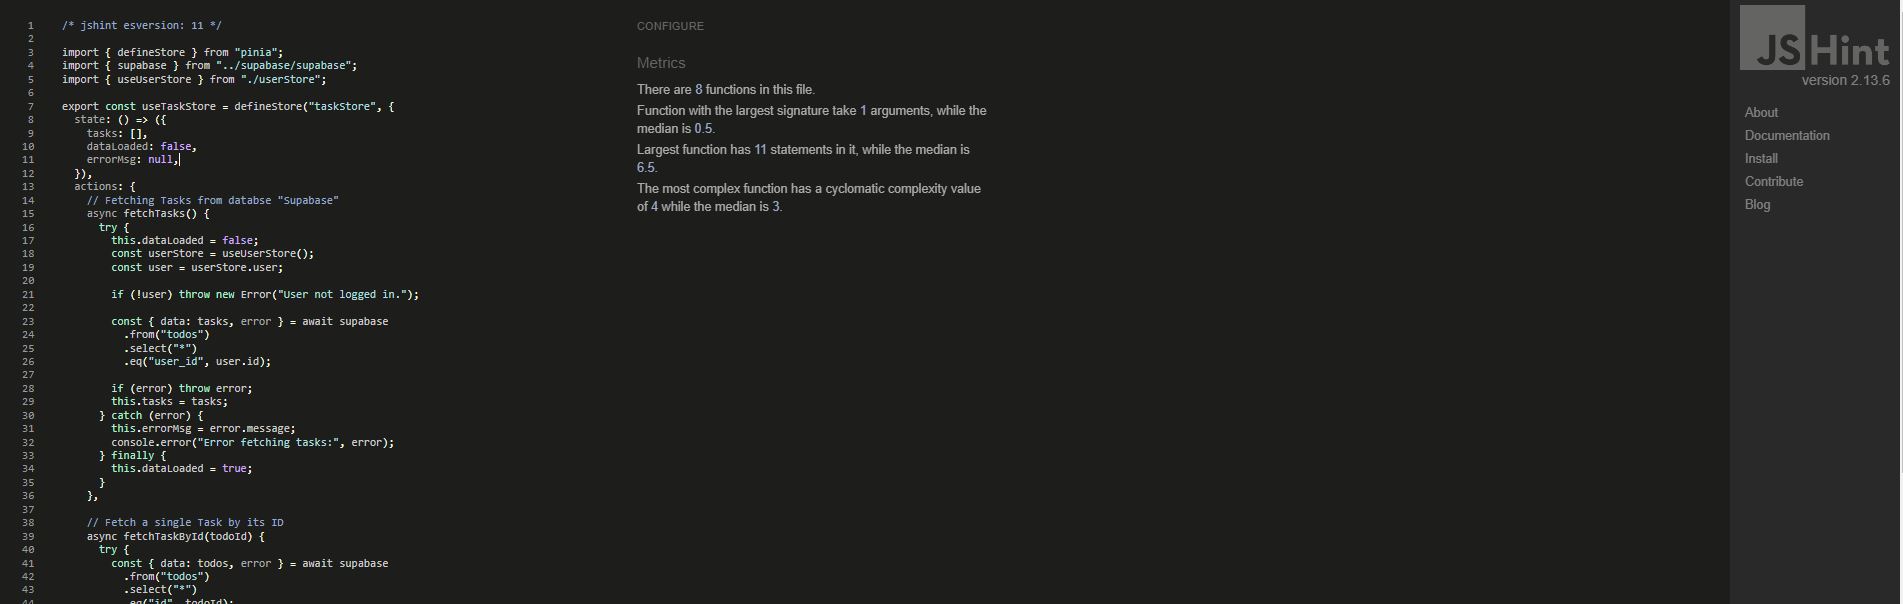 1 /* jshint esversion: 11 */
2
3 import { defineStore } from "pinia";
4 import { supabase } from "../supabase/supabase";
5 import { useUserStore } from "./userStore";
6
7 export const useTaskStore = defineStore("taskStore", {
8 state: () => ({
9 tasks: [],
10 dataLoaded: false,
11 errorMsg: null,
12 }),
13 actions: {
14 // Fetching Tasks from databse "Supabase"
15 async fetchTasks() {
16 try {
17 this.dataLoaded = false;
18 const userStore = useUserStore();
19 const user = userStore.user;
20
21 if (!user) throw new Error("User not logged in.");
22
23 const { data: tasks, error } = await supabase
24 .from("todos")
25 .select("*")
26 .eq("user_id", user.id);
27
28 if (error) throw error;
29 this.tasks = tasks;
30 } catch (error) {
31 this.errorMsg = error.message;
32 console.error("Error fetching tasks:", error);
33 } finally {
34 this.dataLoaded = true;
35 }
36 },
37
38 // Fetch a single Task by its ID
39 async fetchTaskById(todoId) {
40 try {
41 const { data: todos, error } = await supabase
42 .from("todos")
43 .select("*")
44 .eq("id", todoId);
CONFIGURE
Metrics
There are 8 functions in this file.
Function with the largest signature take 1 arguments, while the
median is 0.5.
Largest function has 11 statements in it, while the median is
6.5.
The most complex function has a cyclomatic complexity value
of 4 while the median is 3.
JSHint
version 2.13.6
About
Documentation
Install
Contribute
Blog